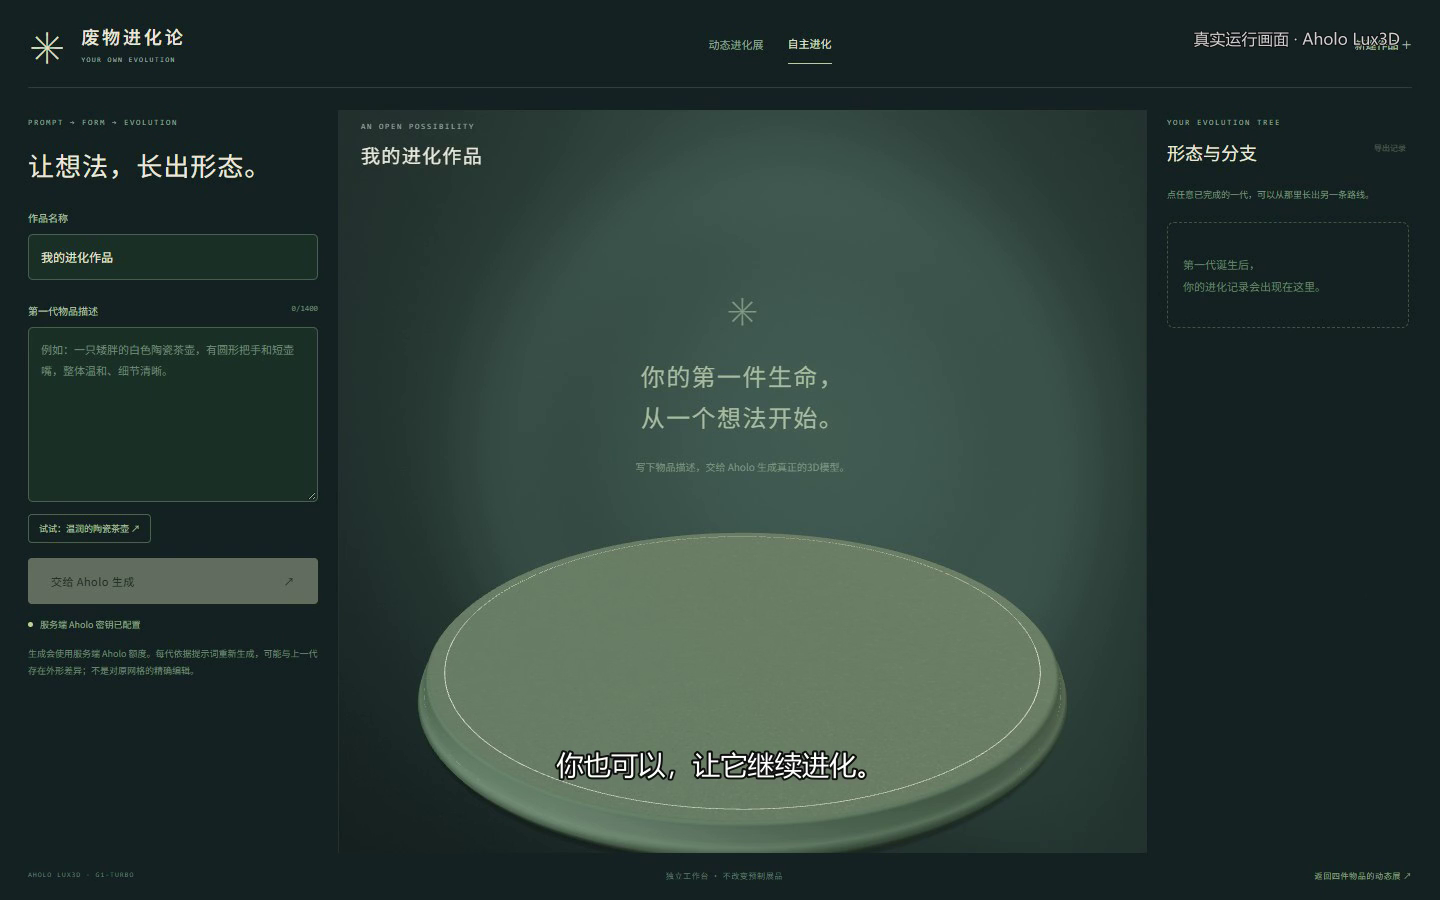 废物进化论
YOUR OWN EVOLUTION
动态进化展
自主进化
真实运行画面 · Aholo Lux3D
PROMPT → FORM → EVOLUTION
让想法，长出形态。
作品名称
我的进化作品
第一代物品描述
0/1400
例如：一只矮胖的白色陶瓷茶壶，有圆形把手和短壶
嘴，整体温和、细节清晰。
试试：温润的陶瓷茶壶 ↗
交给 Aholo 生成 ↗
服务端 Aholo 密钥已配置
生成会使用服务端 Aholo 额度。每代依据提示词重新生成，可能与上一代
存在外形差异；不是对原网格的精确编辑。
AN OPEN POSSIBILITY
我的进化作品
你的第一件生命，
从一个想法开始。
写下物品描述，交给 Aholo 生成真正的3D模型。
你也可以，让它继续进化。
YOUR EVOLUTION TREE
形态与分支
导出记录
点任意已完成的一代，可以从那里长出另一条路线。
第一代诞生后，
你的进化记录会出现在这里。
AHOLO LUX3D · G1-TURBO
独立工作台 · 不改变预制展品
返回四件物品的动态展 ↗